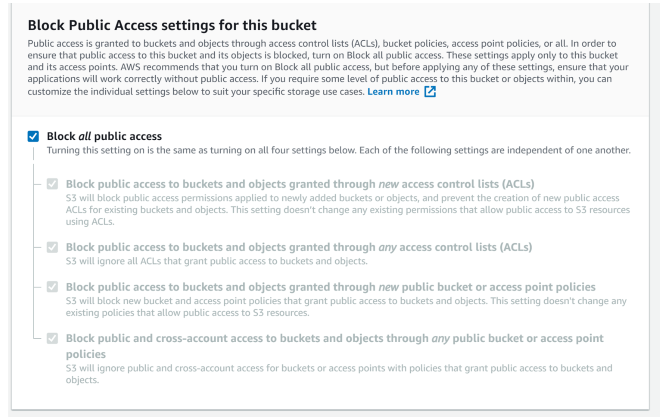 Block Public Access settings for this bucket
Public access is granted to buckets and objects through access control lists (ACLs), bucket policies, access point policies, or all. In order to
ensure that public access to this bucket and its objects is blocked, turn on Block all public access. These settings apply only to this bucket
and its access points. AWS recommends that you turn on Block all public access, but before applying any of these settings, ensure that your
applications will work correctly without public access. If you require some level of public access to this bucket or objects within, you can
customize the individual settings below to suit your specific storage use cases. Learn more
Block all public access
Turning this setting on is the same as turning on all four settings below. Each of the following settings are independent of one another.
Block public access to buckets and objects granted through new access control lists (ACLs)
S3 will block public access permissions applied to newly added buckets or objects, and prevent the creation of new public access
ACLs for existing buckets and objects. This setting doesn't change any existing permissions that allow public access to S3 resources
using ACLs.
Block public access to buckets and objects granted through any access control lists (ACLs)
S3 will ignore all ACLs that grant public access to buckets and objects.
Block public access to buckets and objects granted through new public bucket or access point policies
S3 will block new bucket and access point policies that grant public access to buckets and objects. This setting doesn't change any
existing policies that allow public access to S3 resources.
Block public and cross-account access to buckets and objects through any public bucket or access point
policies
S3 will ignore public and cross-account access for buckets or access points with policies that grant public access to buckets and
objects.